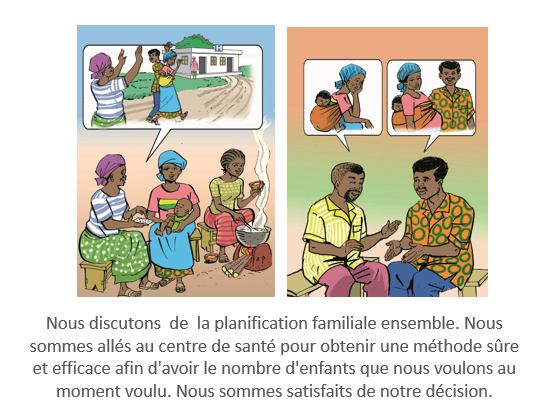 H
Nous discutons de la planification familiale ensemble. Nous
sommes allés au centre de santé pour obtenir une méthode sûre
et efficace afin d'avoir le nombre d'enfants que nous voulons au
moment voulu. Nous sommes satisfaits de notre décision.